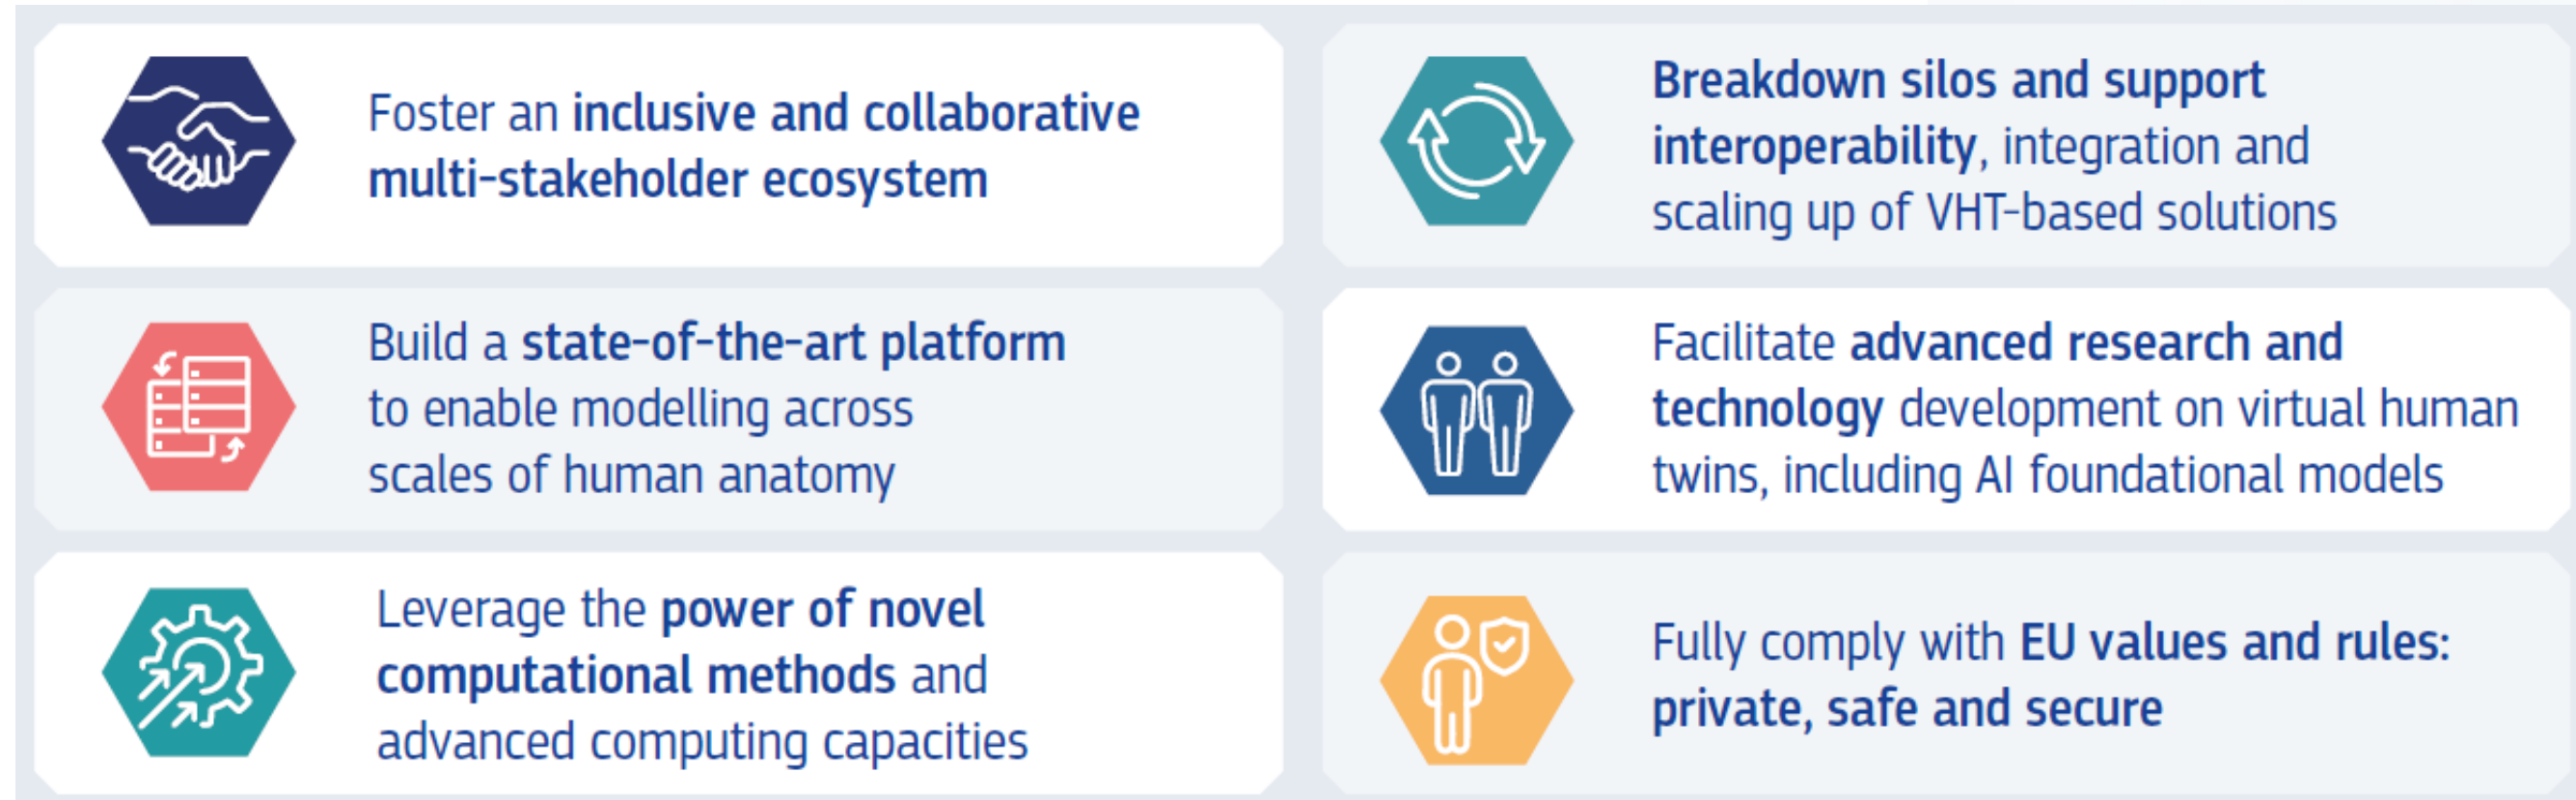 Foster an inclusive and collaborative
multi-stakeholder ecosystem
Breakdown silos and support
interoperability, integration and
scaling up of VHT-based solutions
Build a state-of-the-art platform
to enable modelling across
scales of human anatomy
Facilitate advanced research and
technology development on virtual human
twins, including AI foundational models
Leverage the power of novel
computational methods and
advanced computing capacities
Fully comply with EU values and rules:
private, safe and secure